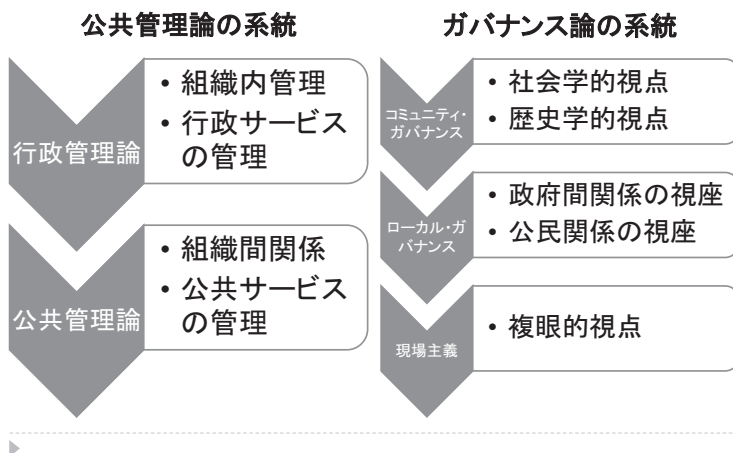 公共管理論の系統
行政管理論
• 組織内管理
• 行政サービス
の管理
公共管理論
• 組織間関係
• 公共サービス
の管理
ガバナンス論の系統
コミュニティ・
ガバナンス
• 社会学的視点
• 歴史学的視点
ローカル・ガ
バナンス
• 政府間関係の視座
• 公民関係の視座
現場主義
• 複眼的視点